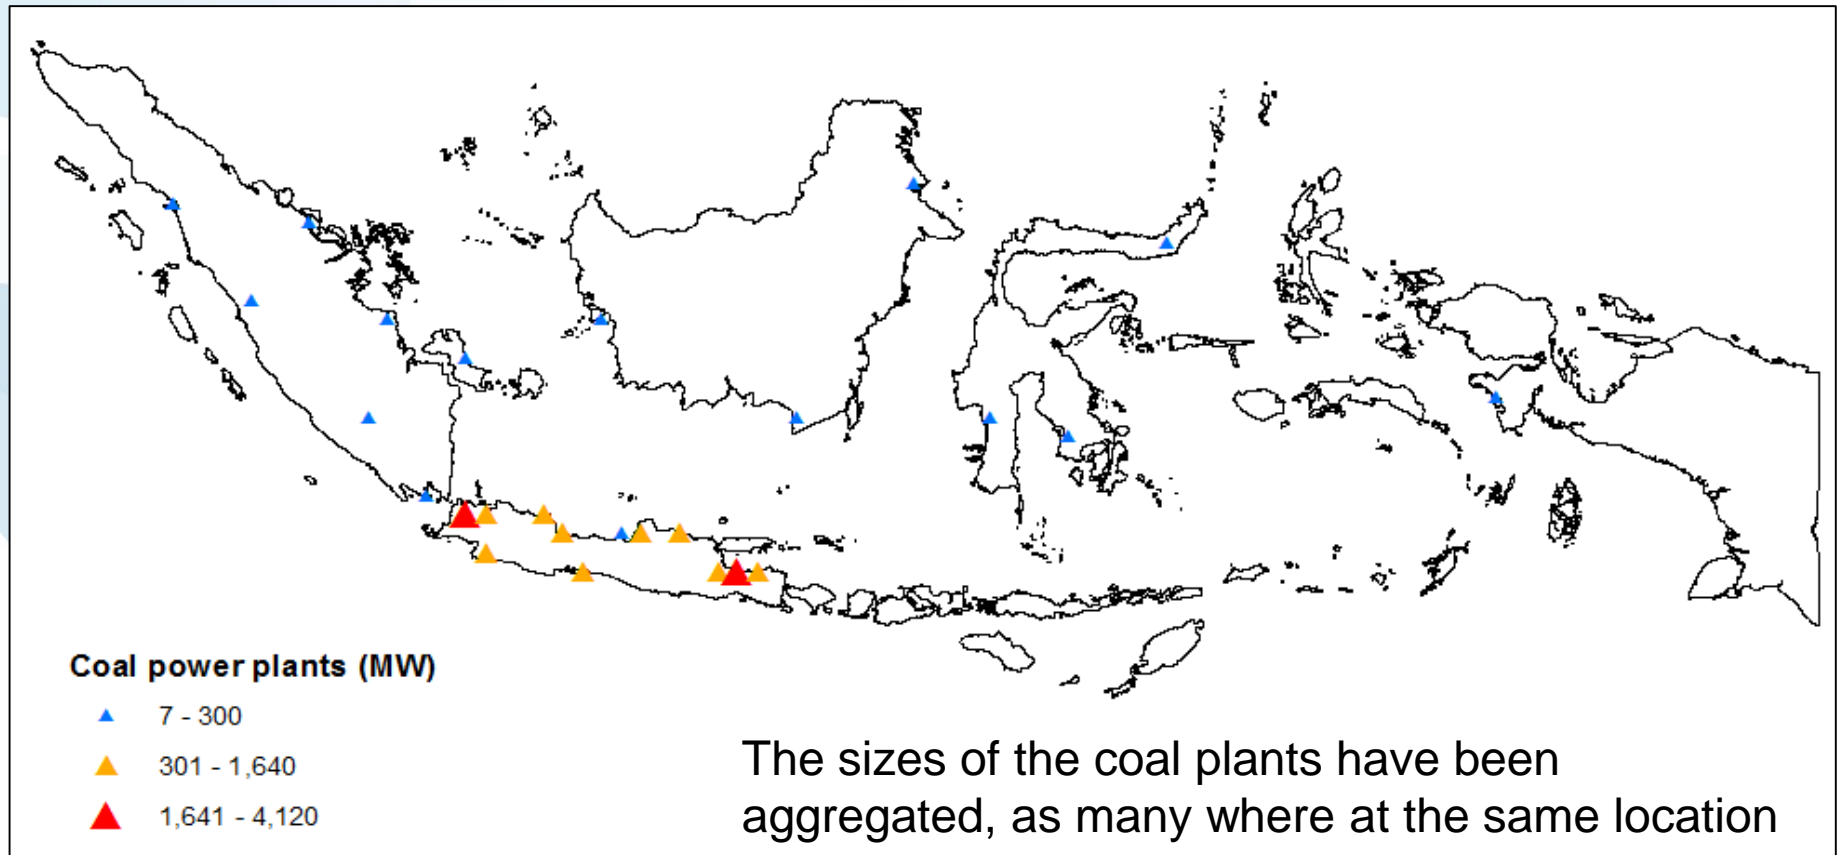 Coal power plants (MW)
7 - 300
301 - 1,640
1,641 - 4,120
The sizes of the coal plants have been
aggregated, as many where at the same location